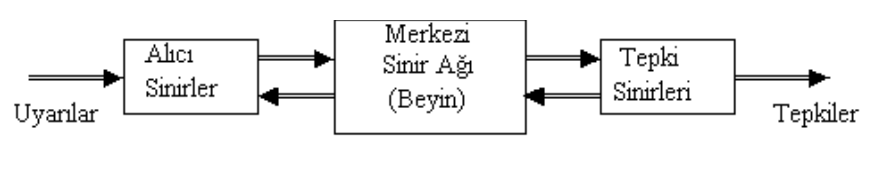 Uyarılar
Alıcı
Sinirler
Merkezi
Sinir Ağı
(Beyin)
Tepki
Sinirleri
Tepkiler